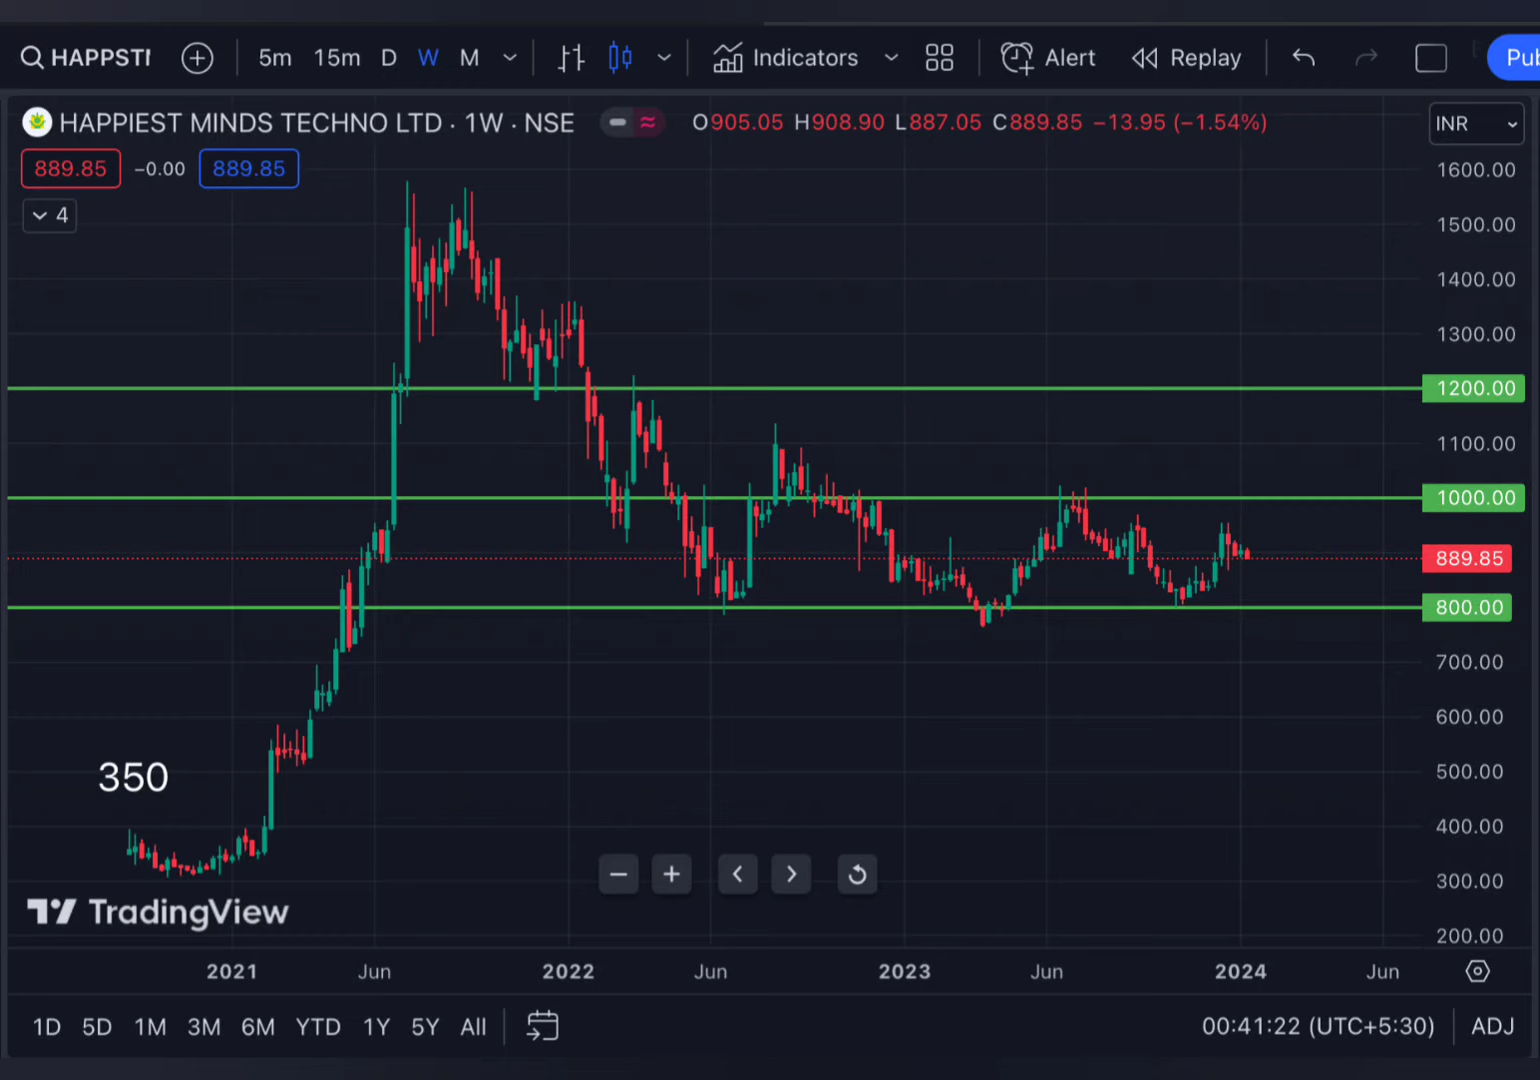 HAPPSTI 5m 15m D W M Indicators Alert Replay Pub
HAPPIEST MINDS TECHNO LTD · 1W · NSE O905.05 H908.90 L887.05 C889.85 −13.95 (−1.54%) INR
889.85 −0.00 889.85
4
1600.00
1500.00
1400.00
1300.00
1200.00
1100.00
1000.00
889.85
800.00
700.00
600.00
500.00
350
400.00
300.00
TradingView
200.00
2021 Jun 2022 Jun 2023 Jun 2024 Jun
1D 5D 1M 3M 6M YTD 1Y 5Y All 00:41:22 (UTC+5:30) ADJ